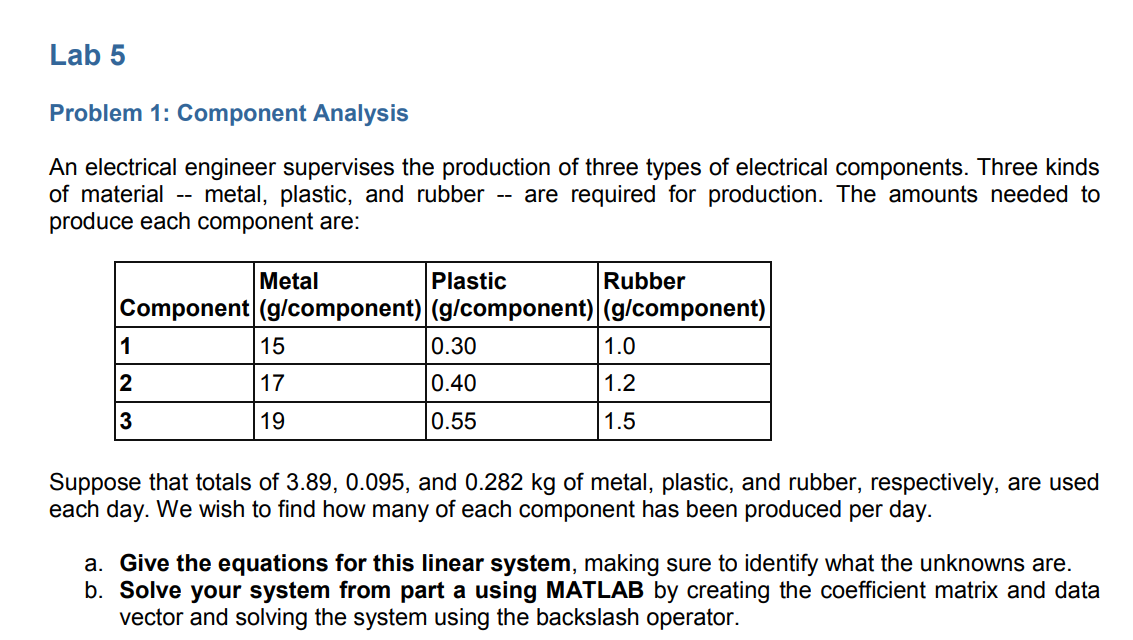 Lab 5
Problem 1: Component Analysis
An electrical engineer supervises the production of three types of electrical components. Three kinds
of material -- metal, plastic, and rubber -- are required for production. The amounts needed to
produce each component are:
Component Metal (g/component) Plastic (g/component) Rubber (g/component)
1 15 0.30 1.0
2 17 0.40 1.2
3 19 0.55 1.5
Suppose that totals of 3.89, 0.095, and 0.282 kg of metal, plastic, and rubber, respectively, are used
each day. We wish to find how many of each component has been produced per day.
a. Give the equations for this linear system, making sure to identify what the unknowns are.
b. Solve your system from part a using MATLAB by creating the coefficient matrix and data
vector and solving the system using the backslash operator.